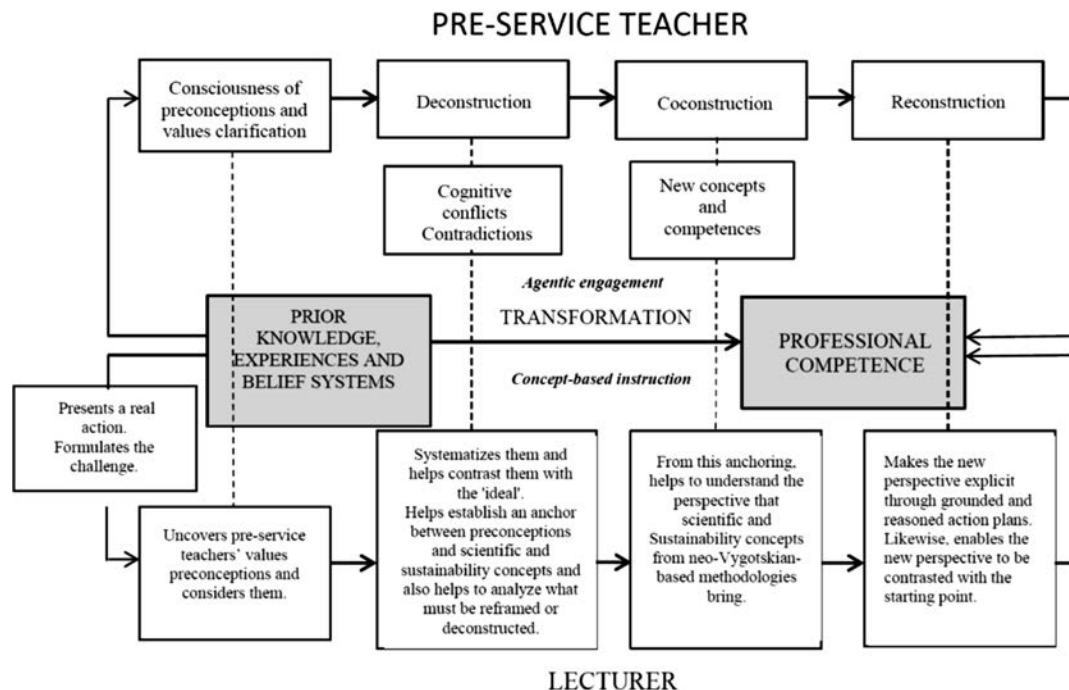 PRE-SERVICE TEACHER
Consciousness of
preconceptions and
values clarification
Deconstruction
Coconstruction
Reconstruction
Cognitive
conflicts
Contradictions
New concepts
and
competences
Agentic engagement
TRANSFORMATION
Concept-based instruction
PRIOR
KNOWLEDGE,
EXPERIENCES AND
BELIEF SYSTEMS
PROFESSIONAL
COMPETENCE
Presents a real
action.
Formulates the
challenge.
Uncovers pre-service
teachers’ values
preconceptions and
considers them.
Systematizes them and
helps contrast them with
the 'ideal'.
Helps establish an anchor
between preconceptions
and scientific and
sustainability concepts and
also helps to analyze what
must be reframed or
deconstructed.
From this anchoring,
helps to understand the
perspective that
scientific and
Sustainability concepts
from neo-Vygotskian-
based methodologies
bring.
Makes the new
perspective explicit
through grounded and
reasoned action plans.
Likewise, enables the
new perspective to be
contrasted with the
starting point.
LECTURER